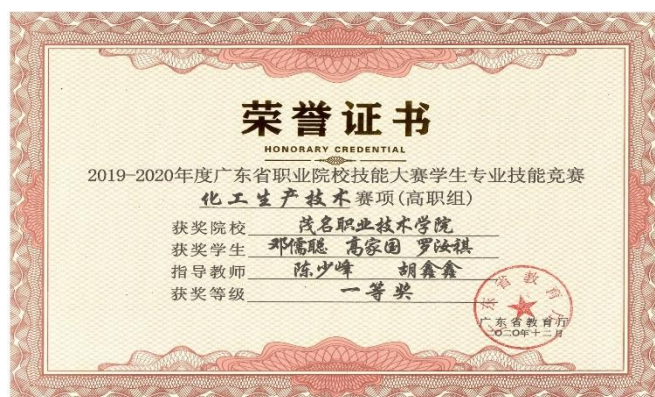 荣誉证书
HONORARY CREDENTIAL
2019-2020年度广东省职业院校技能大赛学生专业技能竞赛
化工生产技术赛项(高职组)
获奖院校 茂名职业技术学院
获奖学生 邓儒聪 高家国 罗汝祺
指导教师 陈少峰 胡鑫鑫
获奖等级 一等奖
广东省教育厅
广东省教育厅
二〇二〇年十二月